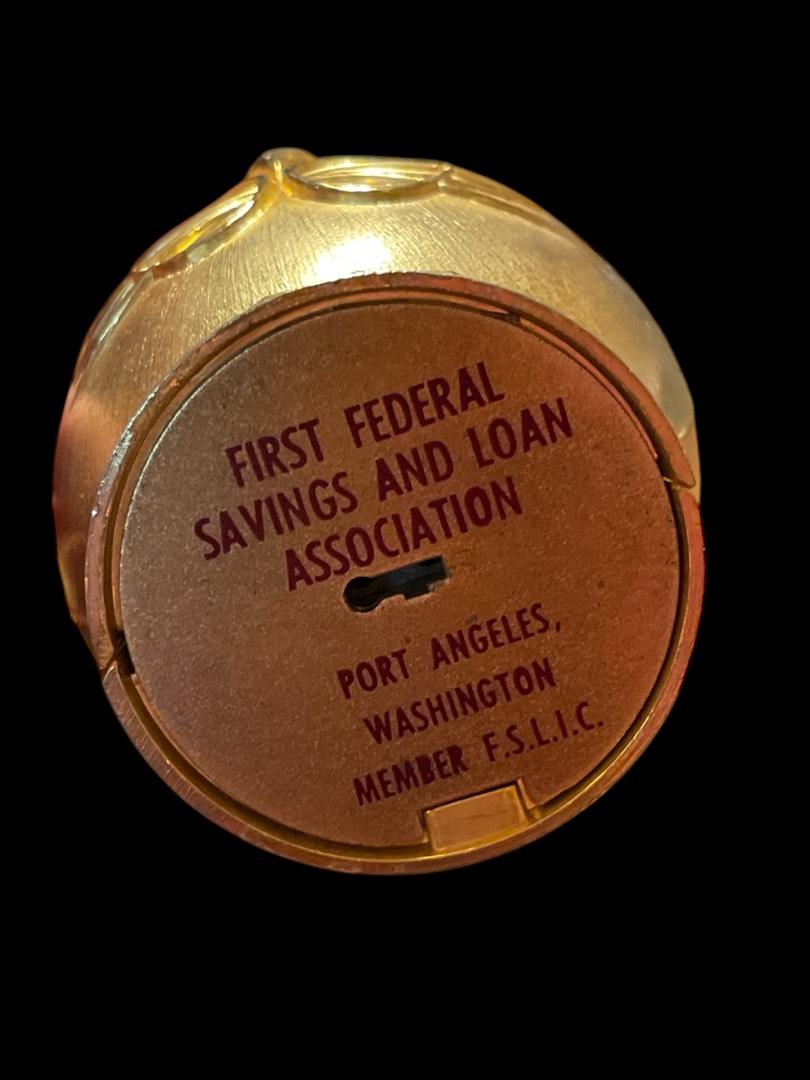 FIRST FEDERAL
SAVINGS AND LOAN
ASSOCIATION
PORT ANGELES,
WASHINGTON
MEMBER F.S.L.I.C.